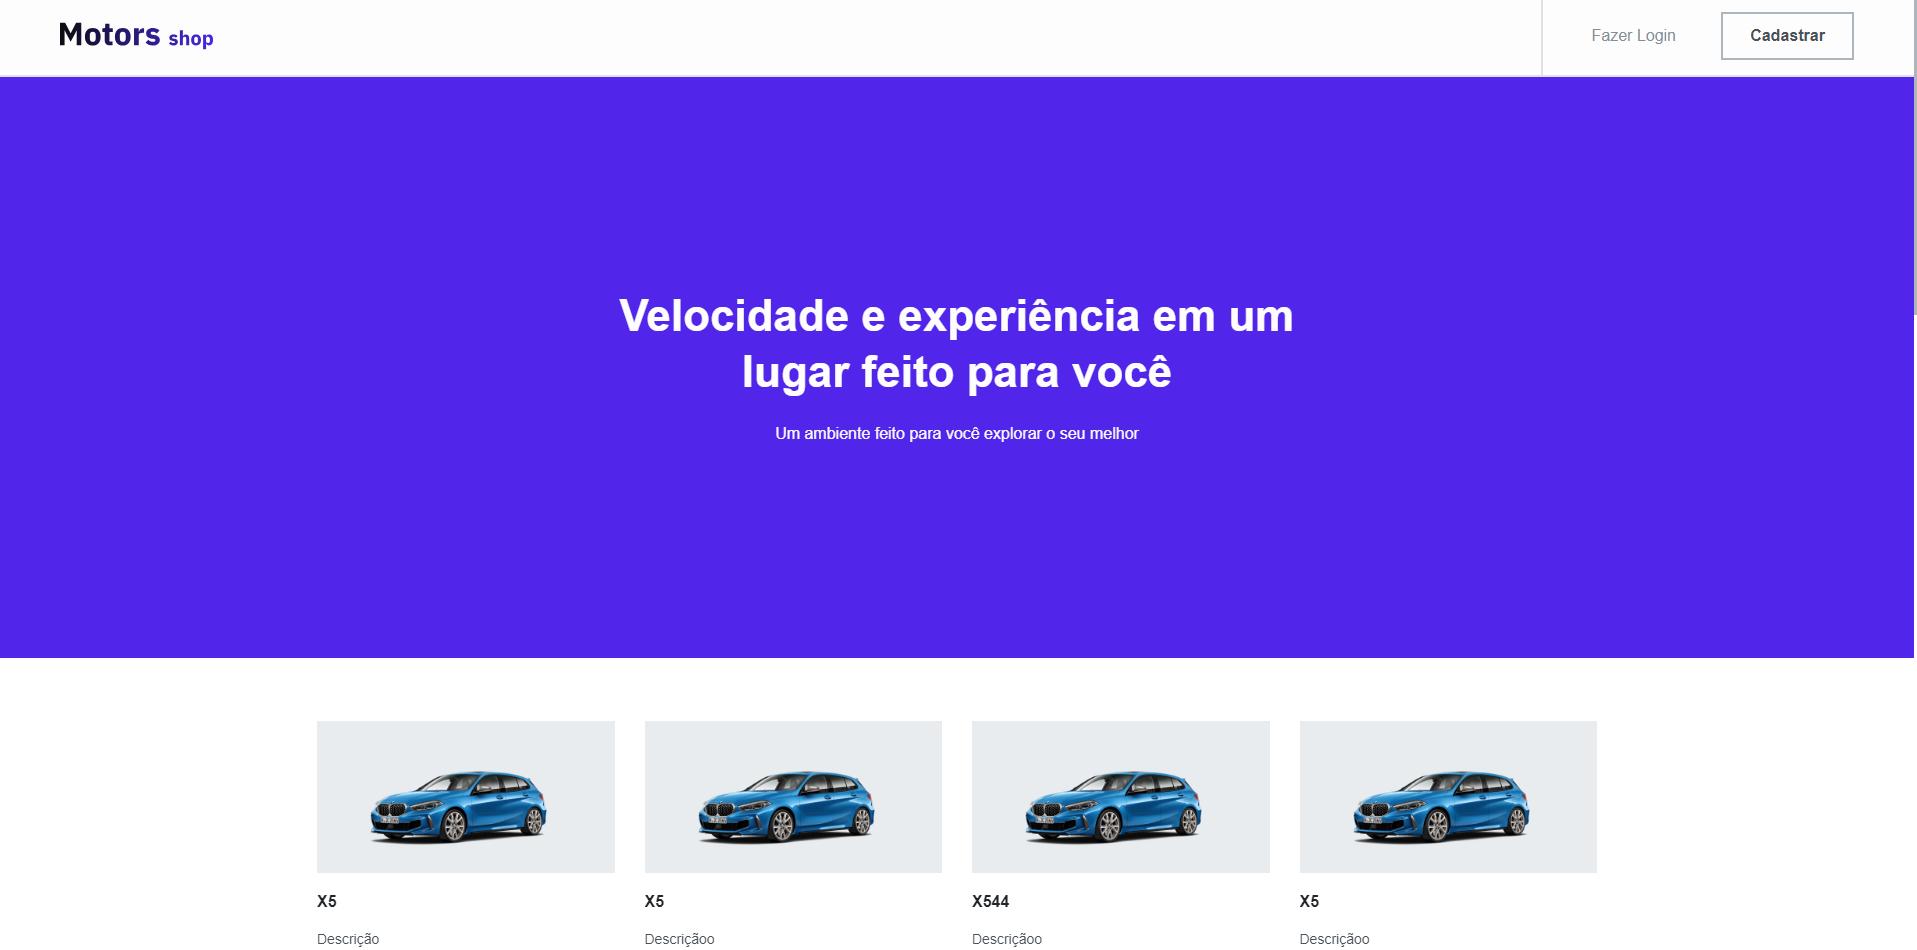 Motors shop
Fazer Login
Cadastrar
Velocidade e experiência em um
lugar feito para você
Um ambiente feito para você explorar o seu melhor
X5
X5
X544
X5
Descrição
Descriçãoo
Descriçãoo
Descriçãoo